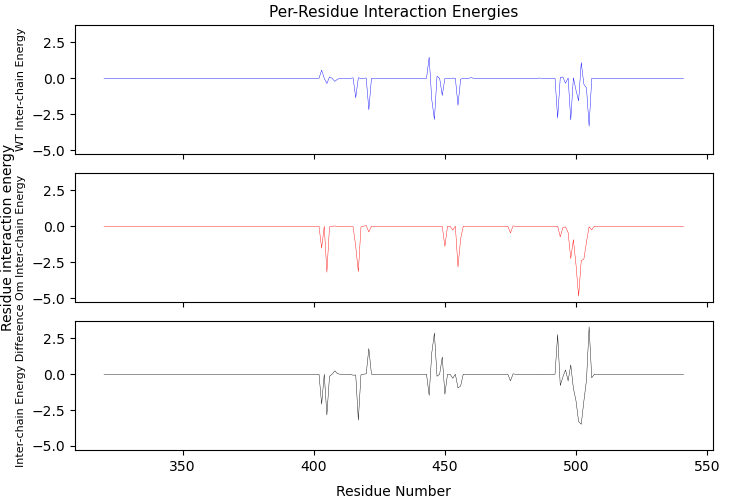 Per-Residue Interaction Energies
Residue interaction energy
WT Inter-chain Energy
2.5
0.0
−2.5
−5.0
Om Inter-chain Energy
2.5
0.0
−2.5
−5.0
Inter-chain Energy Difference
2.5
0.0
−2.5
−5.0
350
400
450
500
550
Residue Number